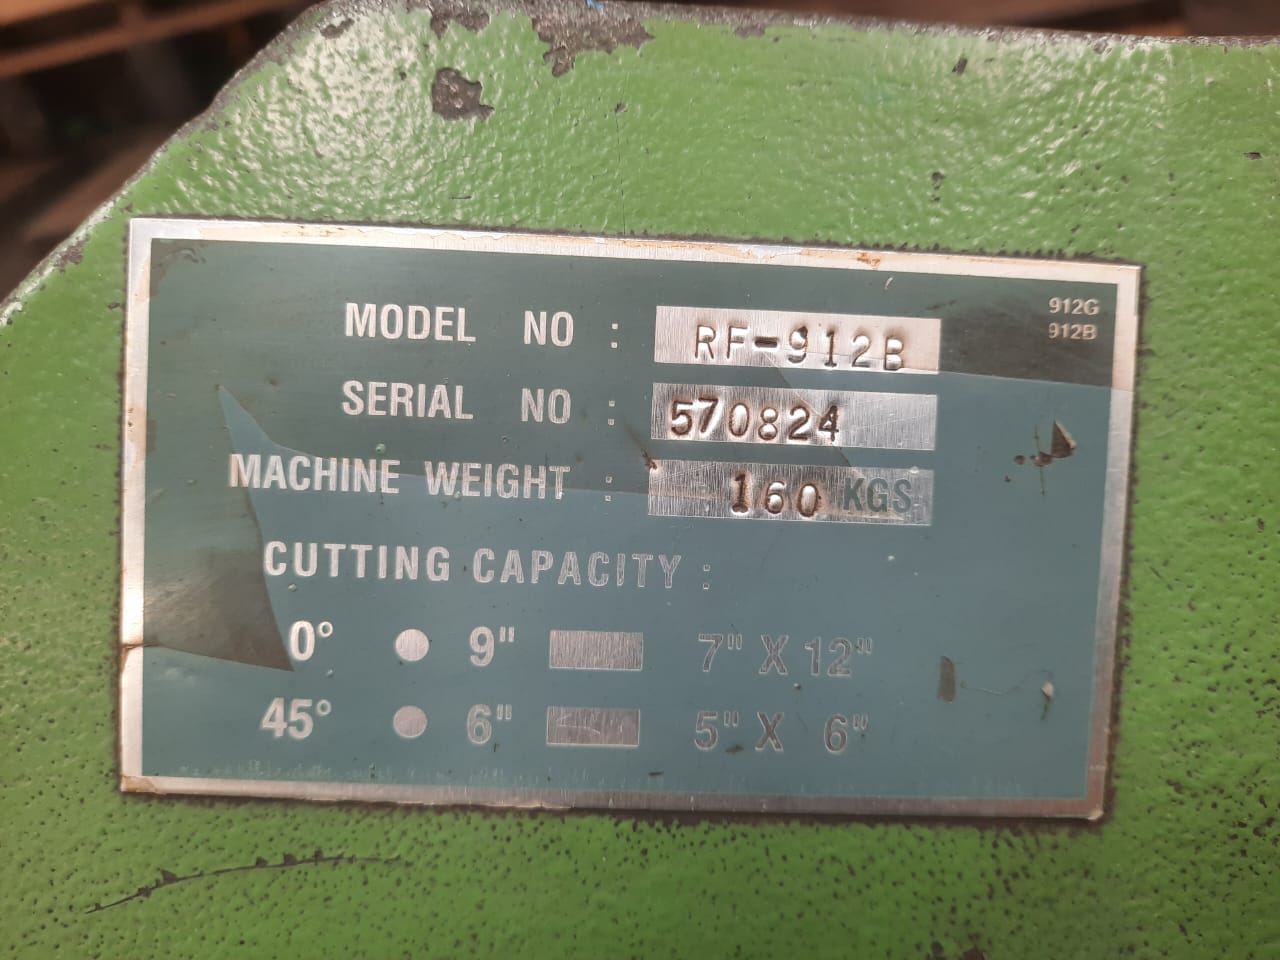 912G
912B
MODEL NO : RF-912B
SERIAL NO : 570824
MACHINE WEIGHT : 160 KGS
CUTTING CAPACITY :
0° 9" 7" X 12"
45° 6" 5" X 6"